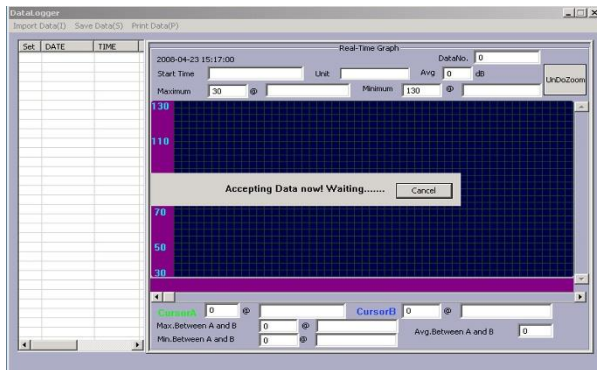 DataLogger
Import Data(I) Save Data(S) Print Data(P)
Set DATE TIME
Real-Time Graph
2008-04-23 15:17:00 DataNo. 0
Start Time Unit Avg 0 dB
UnDoZoom
Maximum 30 @ Minimum 130 @
130
110
Accepting Data now! Waiting....... Cancel
70
50
30
CursorA 0 @ CursorB 0 @
Max.Between A and B 0 @
Avg.Between A and B 0
Min.Between A and B 0 @